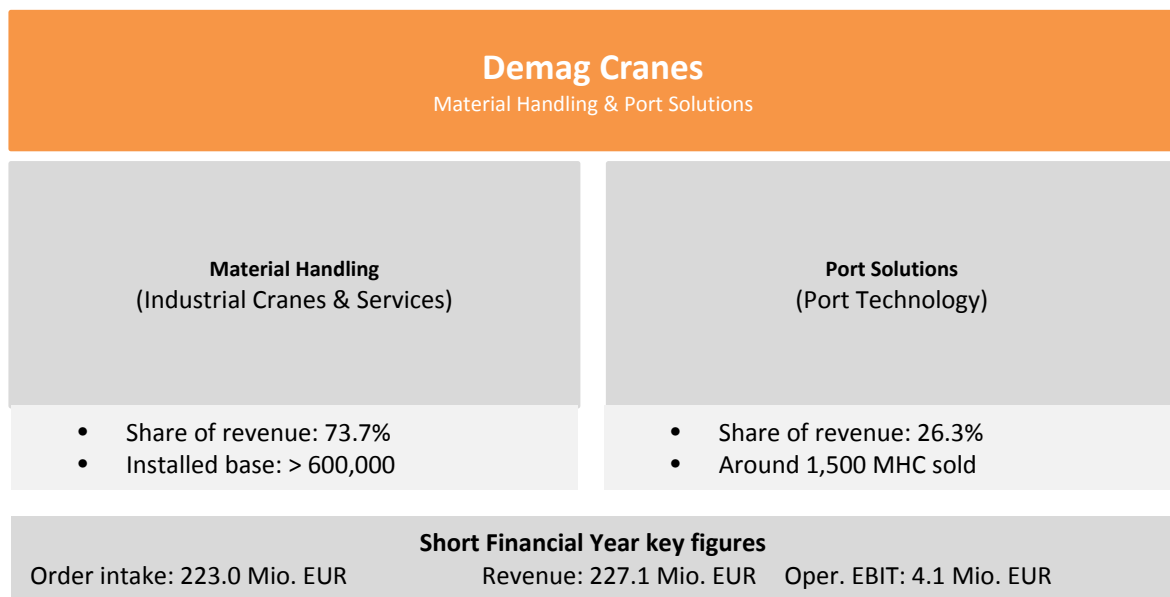 Demag Cranes
Material Handling & Port Solutions
Material Handling
(Industrial Cranes & Services)
• Share of revenue: 73.7%
• Installed base: > 600,000
Port Solutions
(Port Technology)
• Share of revenue: 26.3%
• Around 1,500 MHC sold
Short Financial Year key figures
Order intake: 223.0 Mio. EUR Revenue: 227.1 Mio. EUR Oper. EBIT: 4.1 Mio. EUR